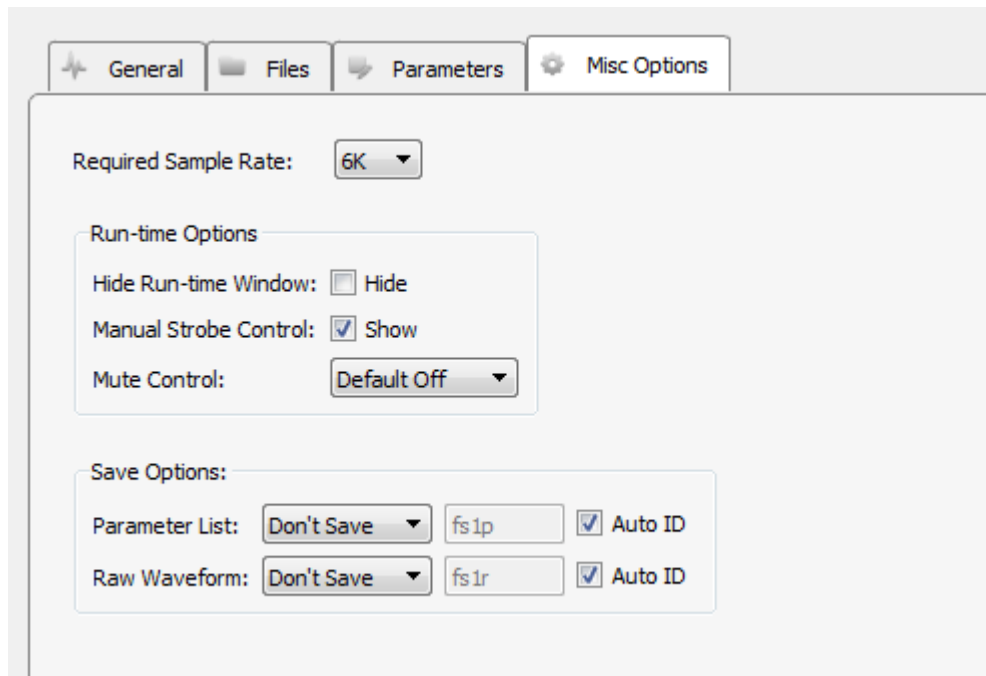 General Files Parameters Misc Options
Required Sample Rate: 6K
Run-time Options
Hide Run-time Window: Hide
Manual Strobe Control: Show
Mute Control: Default Off
Save Options:
Parameter List: Don't Save fs1p Auto ID
Raw Waveform: Don't Save fs1r Auto ID